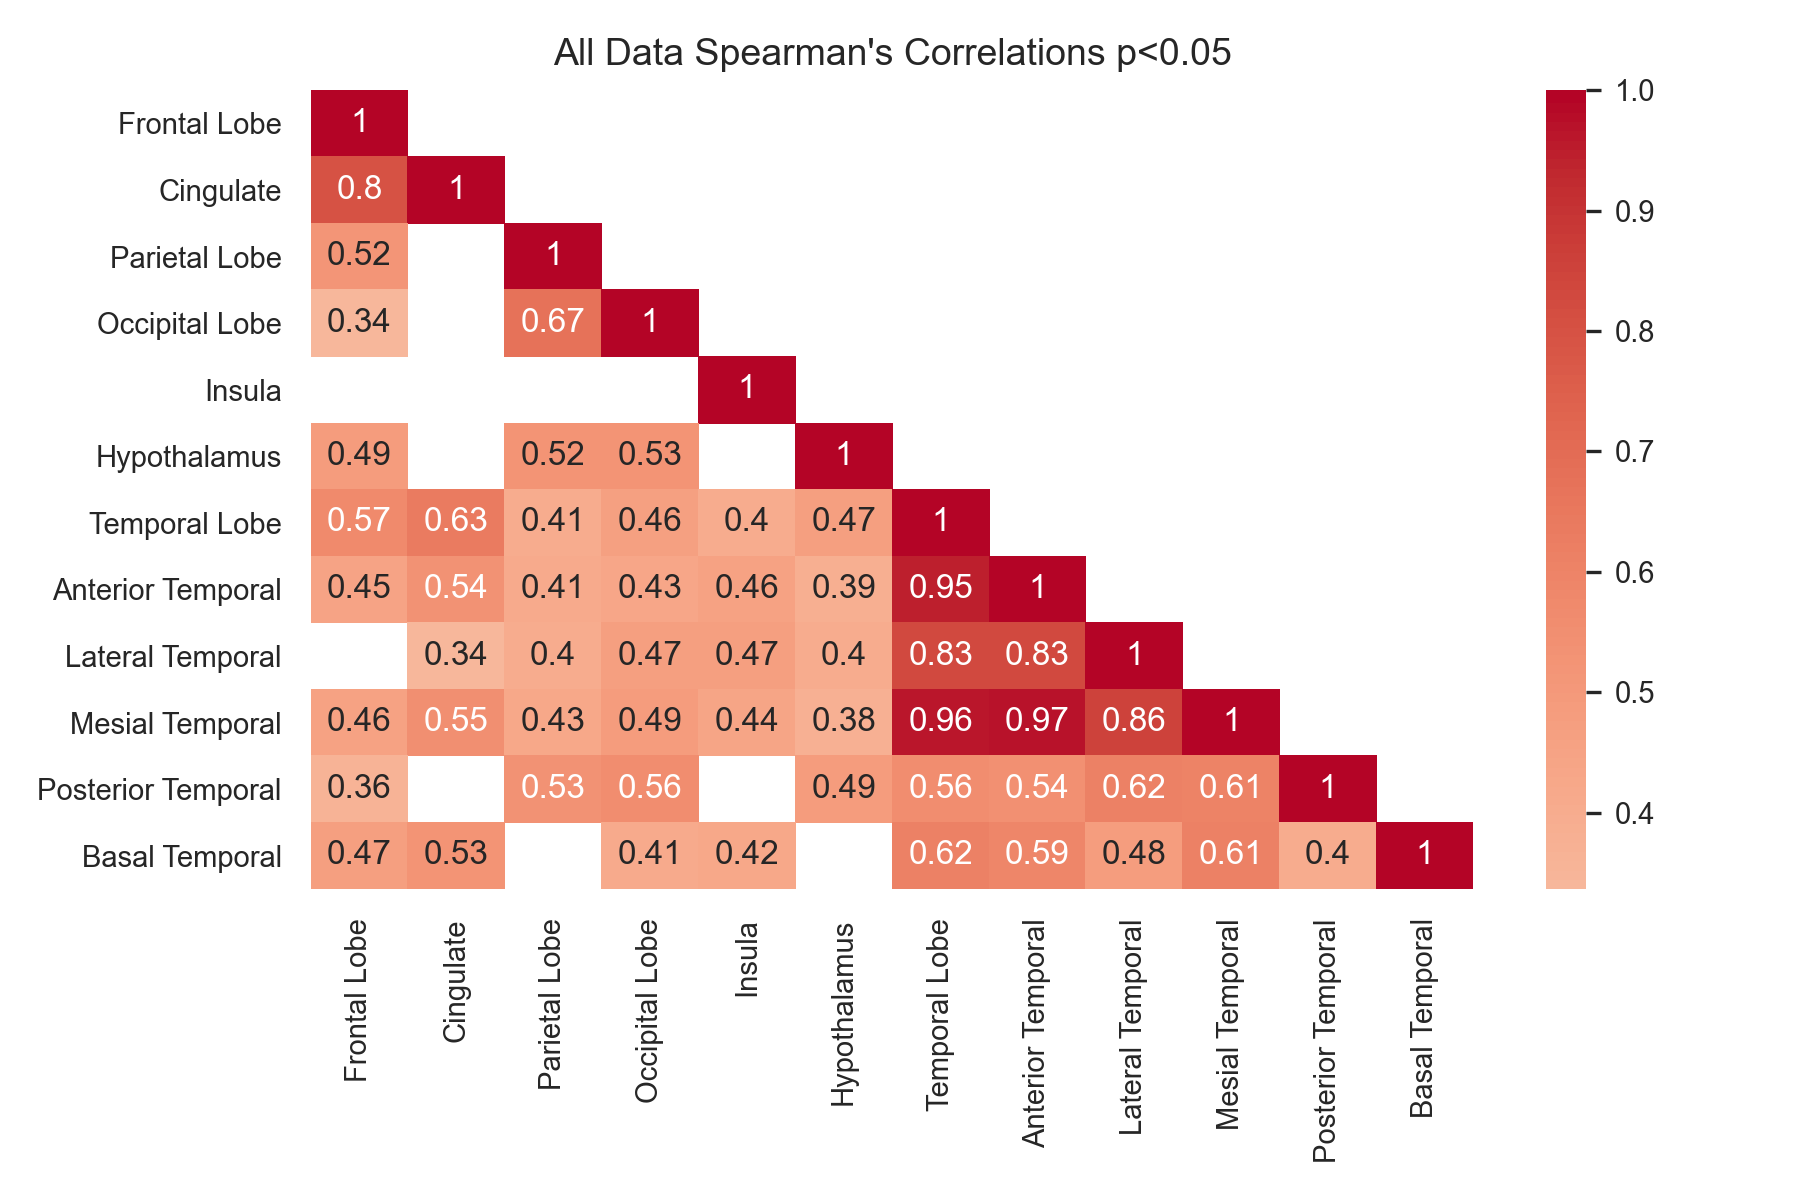 All Data Spearman's Correlations p<0.05
Frontal Lobe 1
Cingulate 0.8 1
Parietal Lobe 0.52 1
Occipital Lobe 0.34 0.67 1
Insula 1
Hypothalamus 0.49 0.52 0.53 1
Temporal Lobe 0.57 0.63 0.41 0.46 0.4 0.47 1
Anterior Temporal 0.45 0.54 0.41 0.43 0.46 0.39 0.95 1
Lateral Temporal 0.34 0.4 0.47 0.47 0.4 0.83 0.83 1
Mesial Temporal 0.46 0.55 0.43 0.49 0.44 0.38 0.96 0.97 0.86 1
Posterior Temporal 0.36 0.53 0.56 0.49 0.56 0.54 0.62 0.61 1
Basal Temporal 0.47 0.53 0.41 0.42 0.62 0.59 0.48 0.61 0.4 1
Frontal Lobe
Cingulate
Parietal Lobe
Occipital Lobe
Insula
Hypothalamus
Temporal Lobe
Anterior Temporal
Lateral Temporal
Mesial Temporal
Posterior Temporal
Basal Temporal
1.0
0.9
0.8
0.7
0.6
0.5
0.4